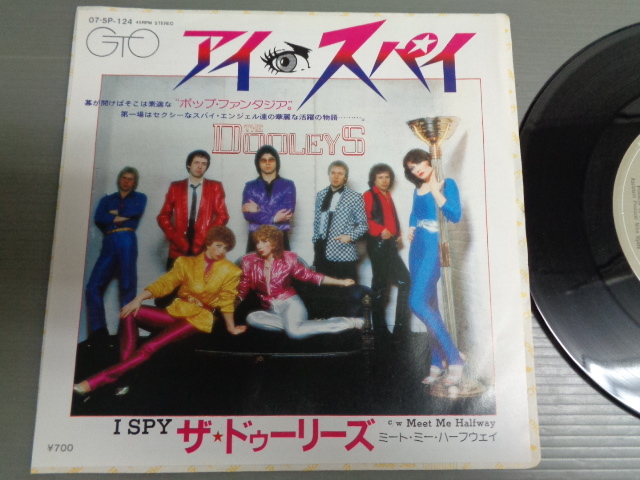 07·5P-124 45RPM STEREO
GTO
アイ スパイ
幕が開けばそこは素適な“ポップ・ファンタジア”。
第一場はセクシーなスパイ・エンジェル達の華麗な活躍の物語………。
THE DOOLEYS
I SPY ザ★ドゥーリーズ
c/w Meet Me Halfway
ミート・ミー・ハーフウェイ
¥700